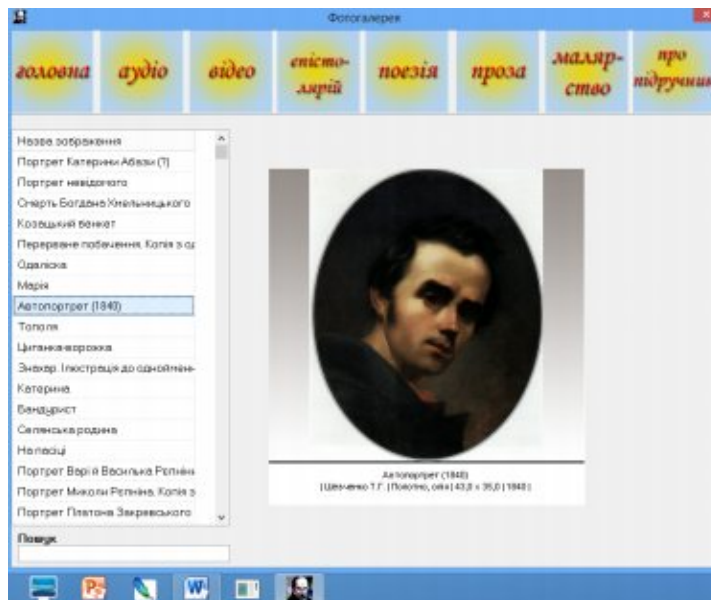 Фотогалерея
головна
аудіо
відео
епісто-
лярій
поезія
проза
маляр-
ство
про
підручник
Назва зображення
Портрет Катерини Абази (?)
Портрет невідомого
Смерть Богдана Хмельницького
Козацький банкет
Перерване побачення. Копія з
Одаліска
Марія
Автопортрет (1840)
Тополя
Циганка-ворожка
Знахар. Ілюстрація до одноймен-
Катерина
Бандурист
Селянська родина
На пасіці
Портрет Варі й Василька Рєпніних
Портрет Миколи Рєпніна. Копія з
Портрет Платона Закревського
Автопортрет (1840)
| Шевченко Т.Г. | Полотно, олія | 43,0 × 35,0 | 1840 |
Пошук